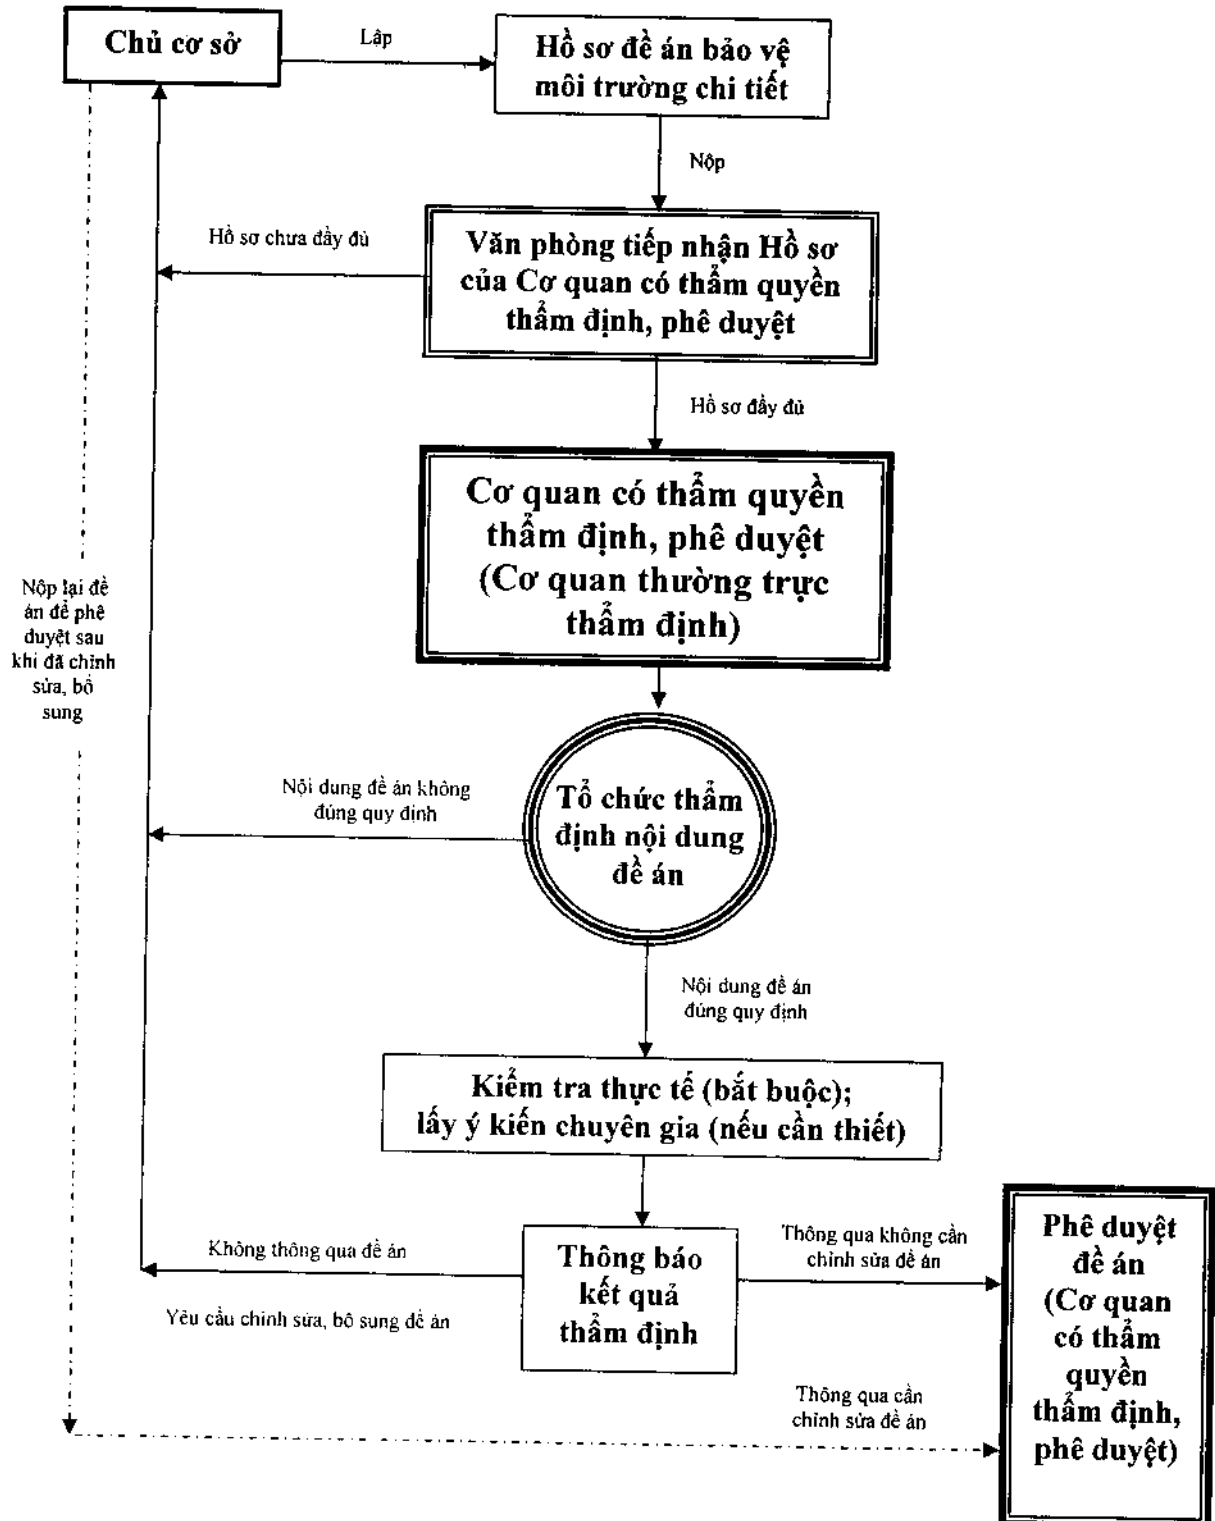 Chủ cơ sở
Lập
Hồ sơ đề án bảo vệ
môi trường chi tiết
Nộp
Hồ sơ chưa đầy đủ
Văn phòng tiếp nhận Hồ sơ
của Cơ quan có thẩm quyền
thẩm định, phê duyệt
Hồ sơ đầy đủ
Cơ quan có thẩm quyền
thẩm định, phê duyệt
(Cơ quan thường trực
thẩm định)
Nộp lại đề
án để phê
duyệt sau
khi đã chỉnh
sửa, bổ
sung
Nội dung đề án không
đúng quy định
Tổ chức thẩm
định nội dung
đề án
Nội dung đề án
đúng quy định
Kiểm tra thực tế (bắt buộc);
lấy ý kiến chuyên gia (nếu cần thiết)
Không thông qua đề án
Yêu cầu chỉnh sửa, bổ sung đề án
Thông báo
kết quả
thẩm định
Thông qua không cần
chỉnh sửa đề án
Thông qua cần
chỉnh sửa đề án
Phê duyệt
đề án
(Cơ quan
có thẩm
quyền
thẩm định,
phê duyệt)